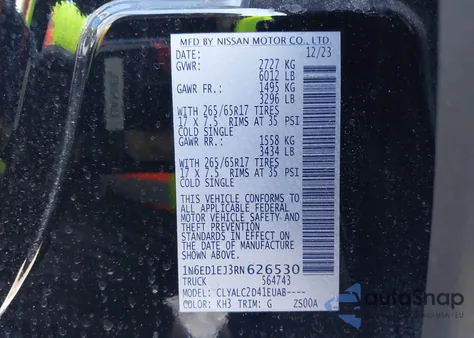 MFD BY NISSAN MOTOR CO., LTD.
DATE: 12/23
GVWR: 2727 KG
6012 LB
GAWR FR.: 1495 KG
3296 LB
WITH 265/65R17 TIRES
17 X 7.5 RIMS AT 35 PSI
COLD SINGLE
GAWR RR.: 1558 KG
3434 LB
WITH 265/65R17 TIRES
17 X 7.5 RIMS AT 35 PSI
COLD SINGLE
THIS VEHICLE CONFORMS TO
ALL APPLICABLE FEDERAL
MOTOR VEHICLE SAFETY AND
THEFT PREVENTION
STANDARDS IN EFFECT ON
THE DATE OF MANUFACTURE
SHOWN ABOVE.
1N6ED1EJ3RN626530
TRUCK 564743
MODEL: CLYALC2D41EUAB----
COLOR: KH3 TRIM: G ZS00A
AutoSnap